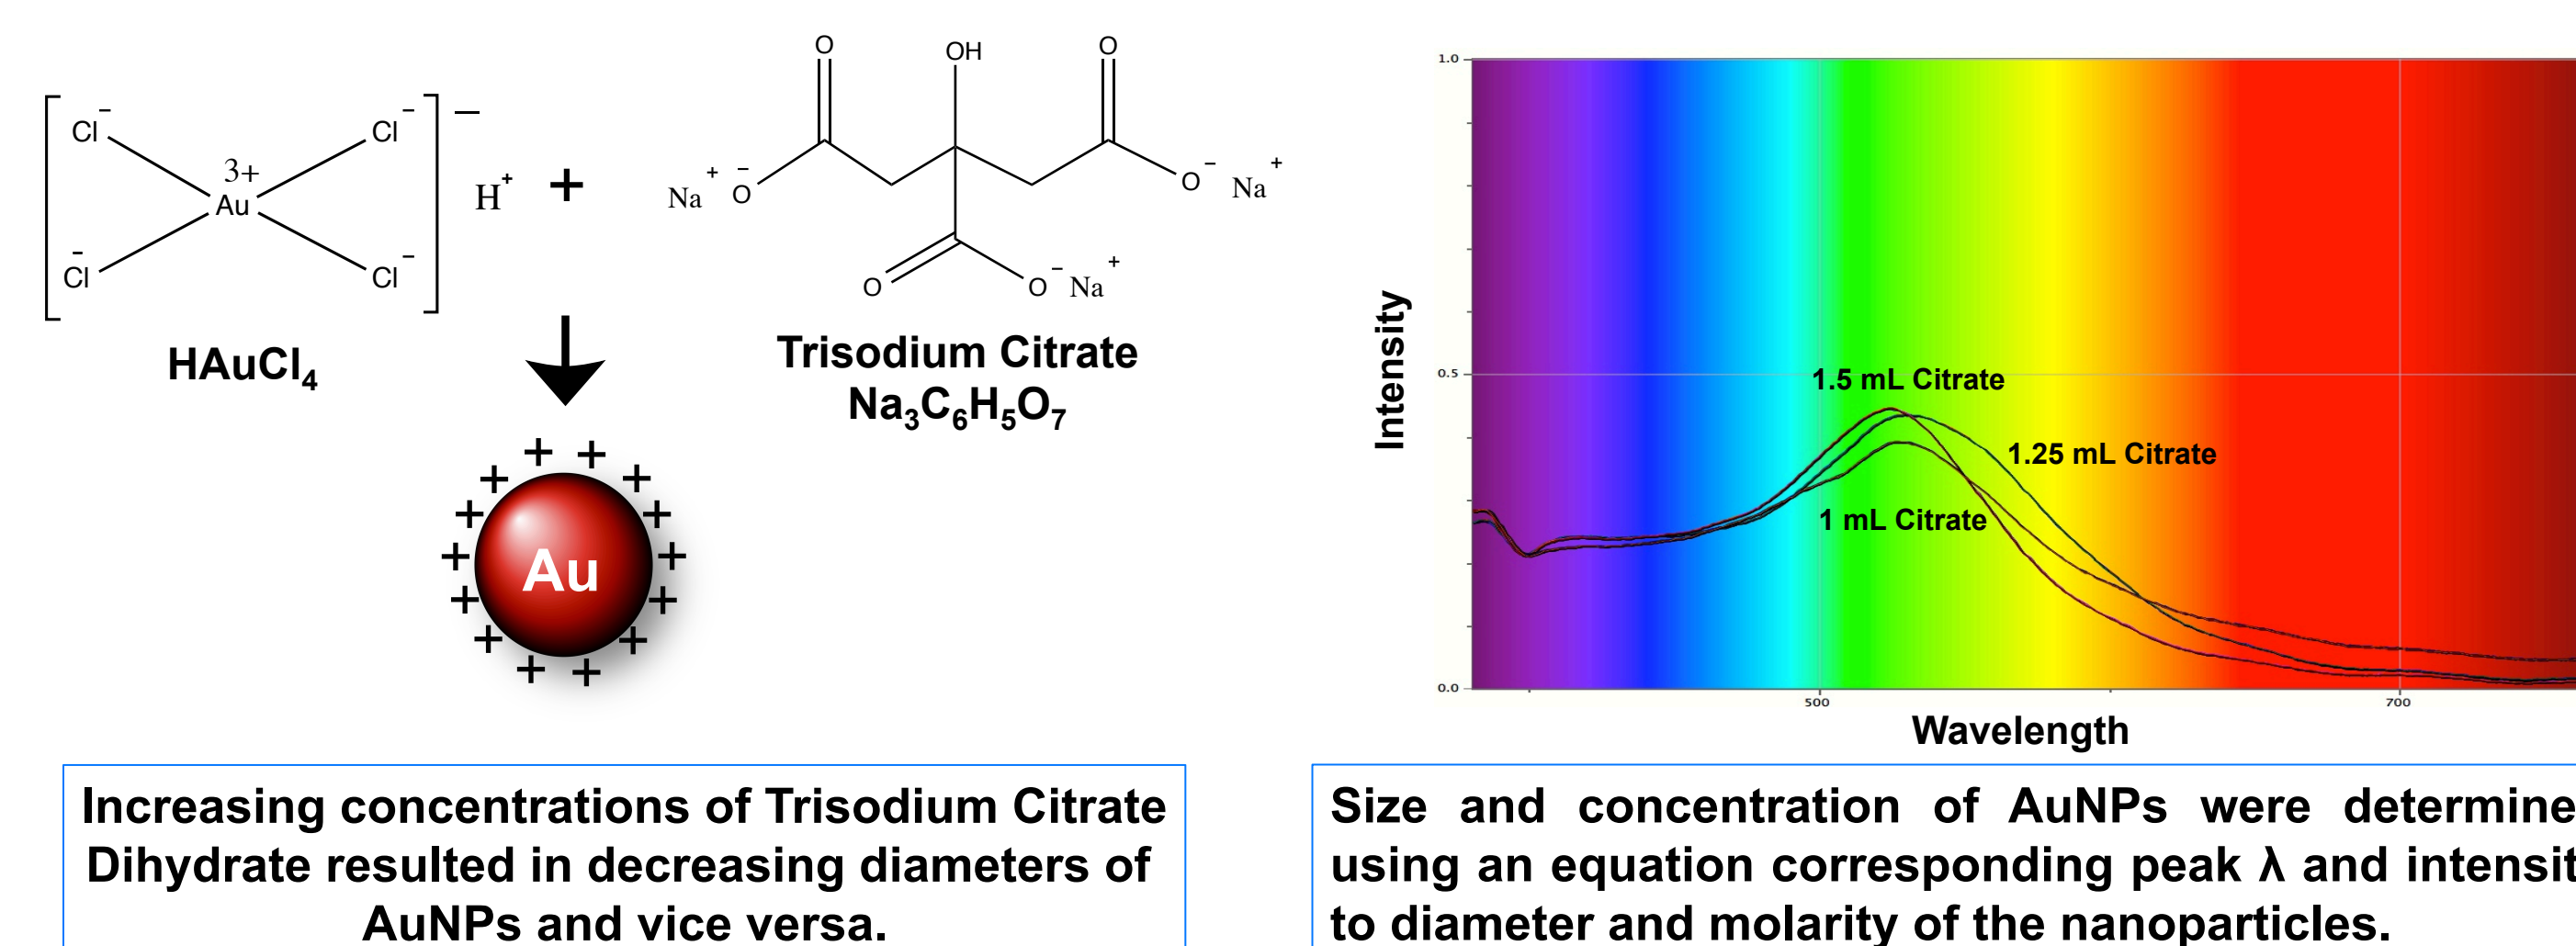 O OH O
[Cl⁻ Cl⁻]⁻
3+
Au
Cl⁻ Cl⁻
H⁺ +
Na⁺ ⁻O
O⁻ Na⁺
O O⁻ Na⁺
HAuCl₄
Trisodium Citrate
Na₃C₆H₅O₇
+ + + + + + + + + + + + + +
Au
1.0
0.5
0.0
Intensity
1.5 mL Citrate
1.25 mL Citrate
1 mL Citrate
500 700
Wavelength
Increasing concentrations of Trisodium Citrate
Dihydrate resulted in decreasing diameters of
AuNPs and vice versa.
Size and concentration of AuNPs were determine
using an equation corresponding peak λ and intensit
to diameter and molarity of the nanoparticles.